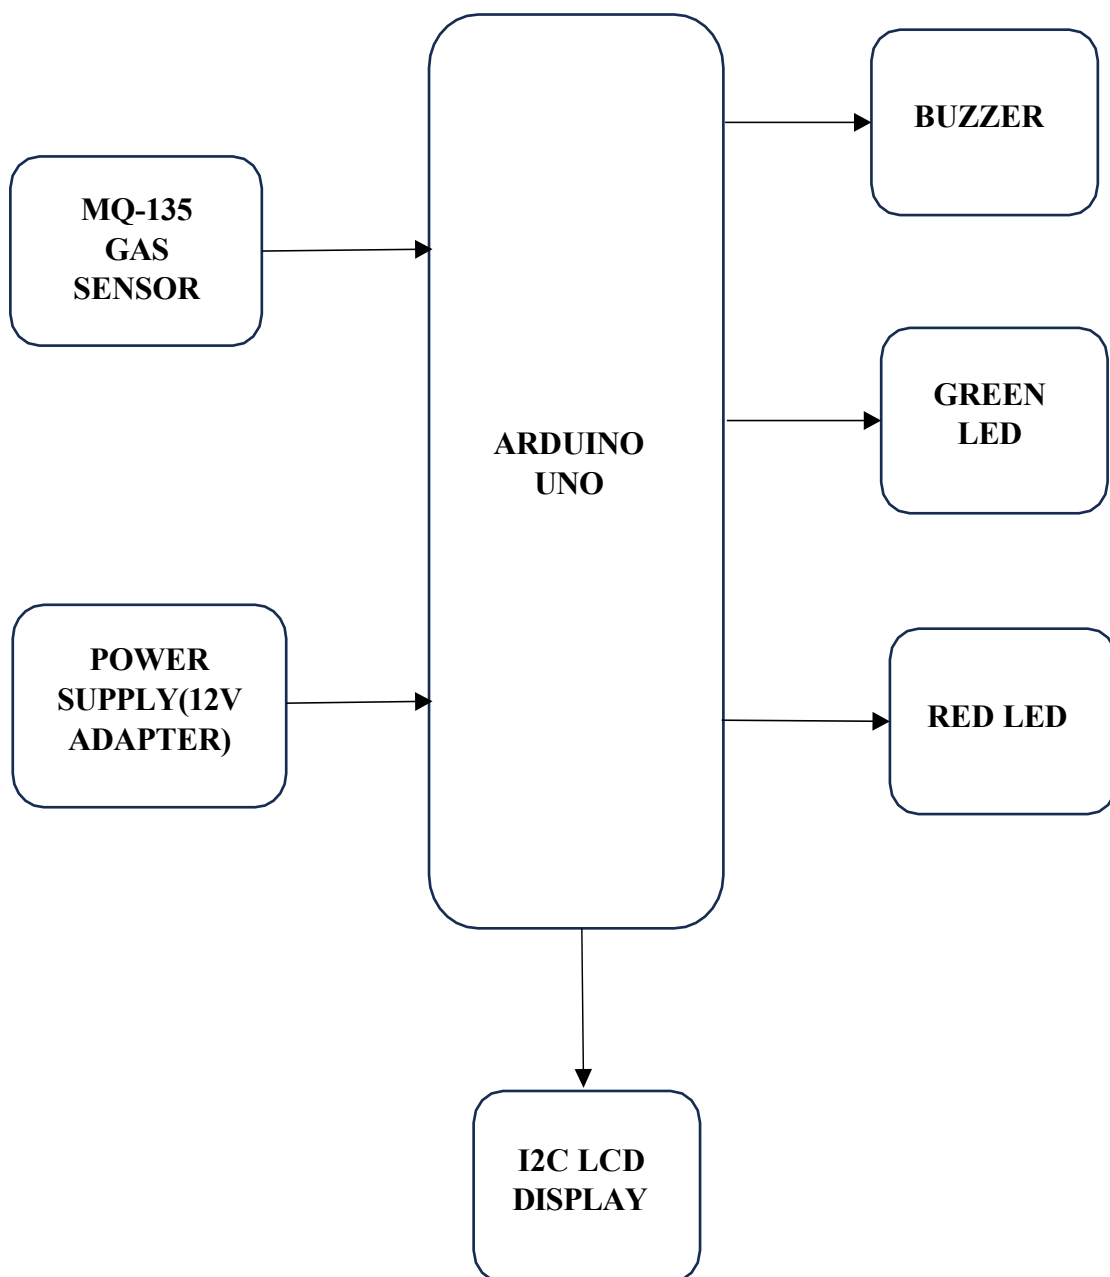 BUZZER
MQ-135
GAS
SENSOR
GREEN
LED
ARDUINO
UNO
POWER
SUPPLY(12V
ADAPTER)
RED LED
I2C LCD
DISPLAY